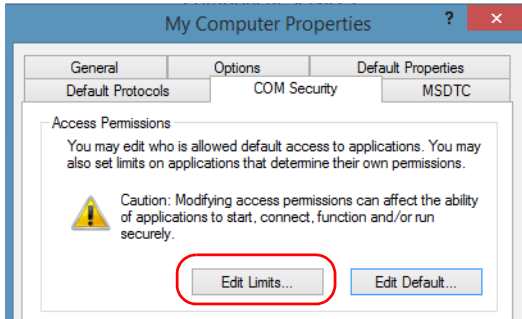 My Computer Properties
?
×
General
Options
Default Properties
Default Protocols
COM Security
MSDTC
Access Permissions
You may edit who is allowed default access to applications. You may
also set limits on applications that determine their own permissions.
Caution: Modifying access permissions can affect the ability
of applications to start, connect, function and/or run
securely.
Edit Limits...
Edit Default...